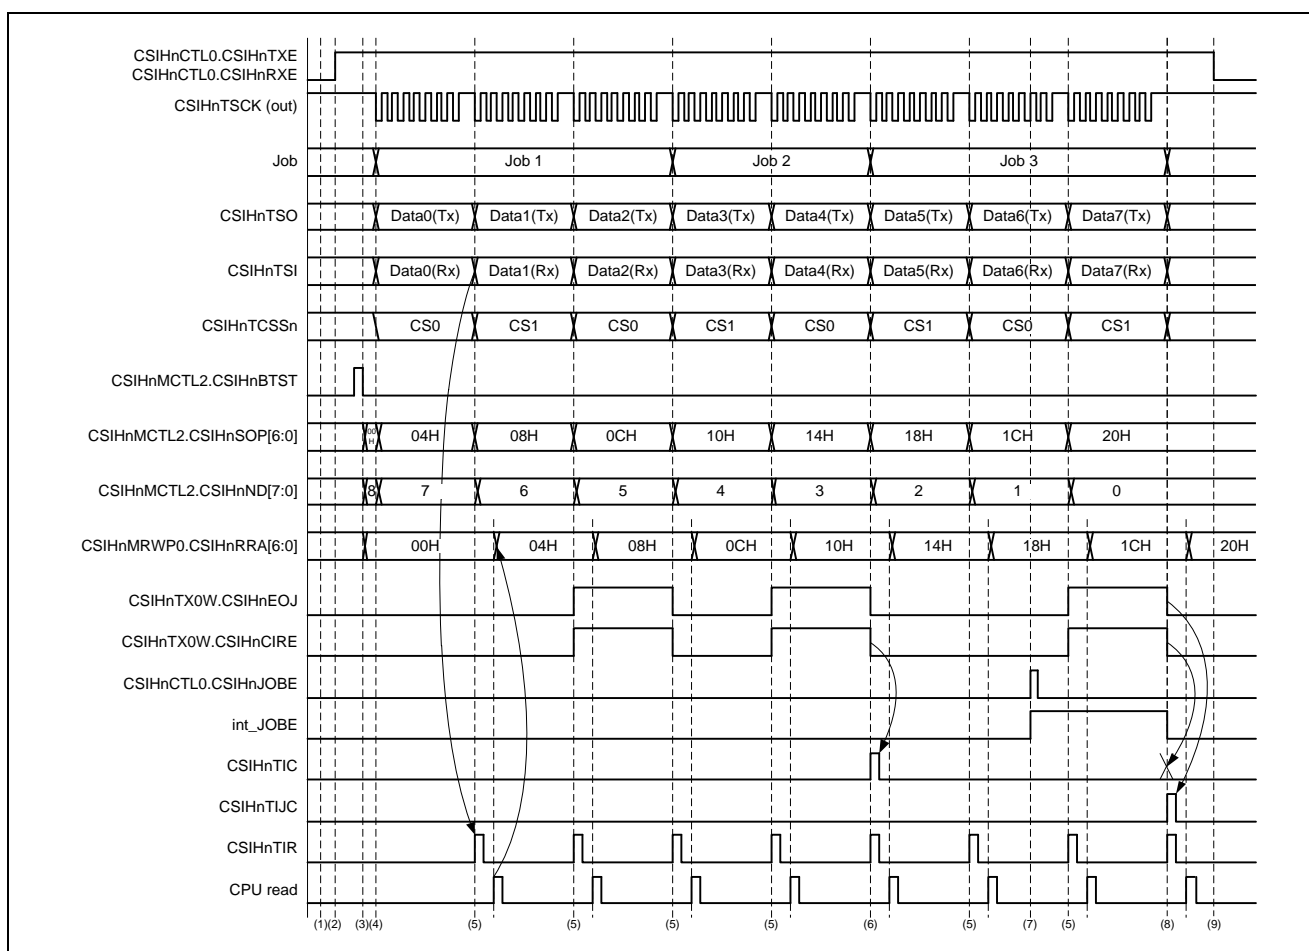 CSIHnCTL0.CSIHnTXE
CSIHnCTL0.CSIHnRXE
CSIHnTSCK (out)
Job Job 1 Job 2 Job 3
CSIHnTSO Data0(Tx) Data1(Tx) Data2(Tx) Data3(Tx) Data4(Tx) Data5(Tx) Data6(Tx) Data7(Tx)
CSIHnTSI Data0(Rx) Data1(Rx) Data2(Rx) Data3(Rx) Data4(Rx) Data5(Rx) Data6(Rx) Data7(Rx)
CSIHnTCSSn CS0 CS1 CS0 CS1 CS0 CS1 CS0 CS1
CSIHnMCTL2.CSIHnBTST
CSIHnMCTL2.CSIHnSOP[6:0] 00H 04H 08H 0CH 10H 14H 18H 1CH 20H
CSIHnMCTL2.CSIHnND[7:0] 8 7 6 5 4 3 2 1 0
CSIHnMRWP0.CSIHnRRA[6:0] 00H 04H 08H 0CH 10H 14H 18H 1CH 20H
CSIHnTX0W.CSIHnEOJ
CSIHnTX0W.CSIHnCIRE
CSIHnCTL0.CSIHnJOBE
int_JOBE
CSIHnTIC
CSIHnTIJC
CSIHnTIR
CPU read
(1) (2) (3) (4) (5) (5) (5) (5) (6) (5) (7) (5) (8) (9)